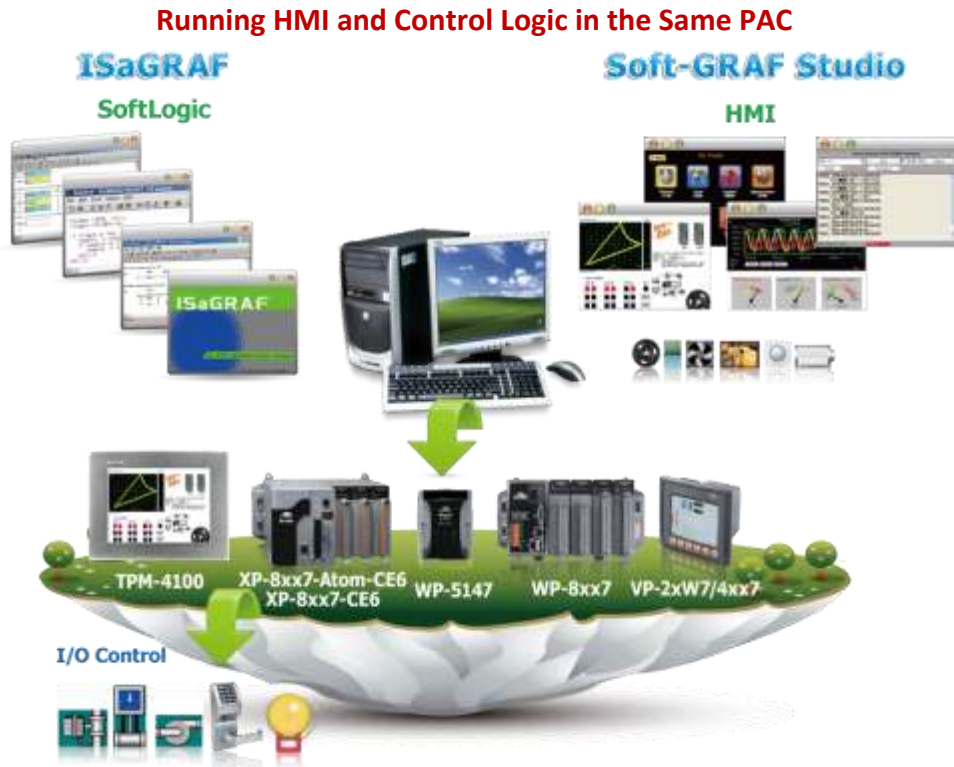 Running HMI and Control Logic in the Same PAC
ISaGRAF
Soft-GRAF Studio
SoftLogic
HMI
ISaGRAF
TPM-4100
XP-8xx7-Atom-CE6
XP-8xx7-CE6
WP-5147
WP-8xx7
VP-2xW7/4xx7
I/O Control